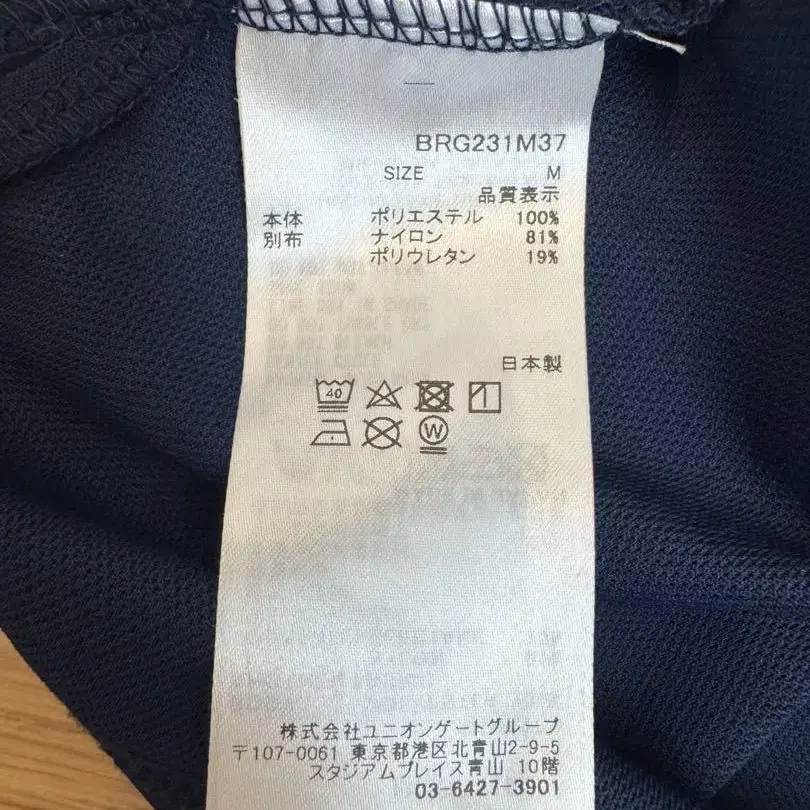 BRG231M37
SIZE M
品質表示
本体 ポリエステル 100%
別布 ナイロン 81%
ポリウレタン 19%
日本製
40
W
株式会社ユニオンゲートグループ
〒107-0061 東京都港区北青山2-9-5
スタジアムプレイス青山 10階
03-6427-3901